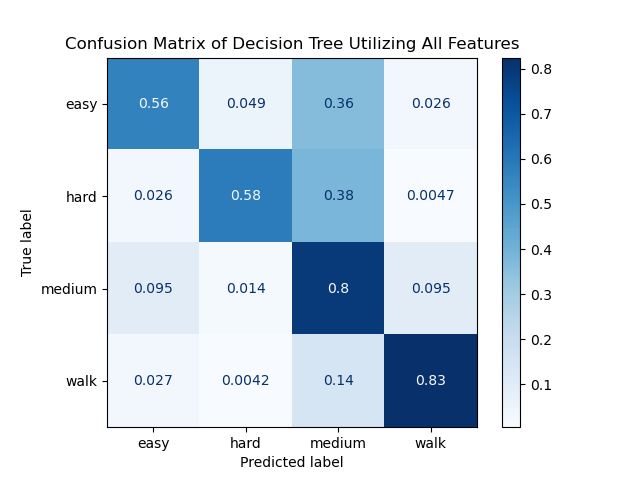 Confusion Matrix of Decision Tree Utilizing All Features
easy 0.56 0.049 0.36 0.026
hard 0.026 0.58 0.38 0.0047
medium 0.095 0.014 0.8 0.095
walk 0.027 0.0042 0.14 0.83
easy hard medium walk
Predicted label
True label
0.8
0.7
0.6
0.5
0.4
0.3
0.2
0.1